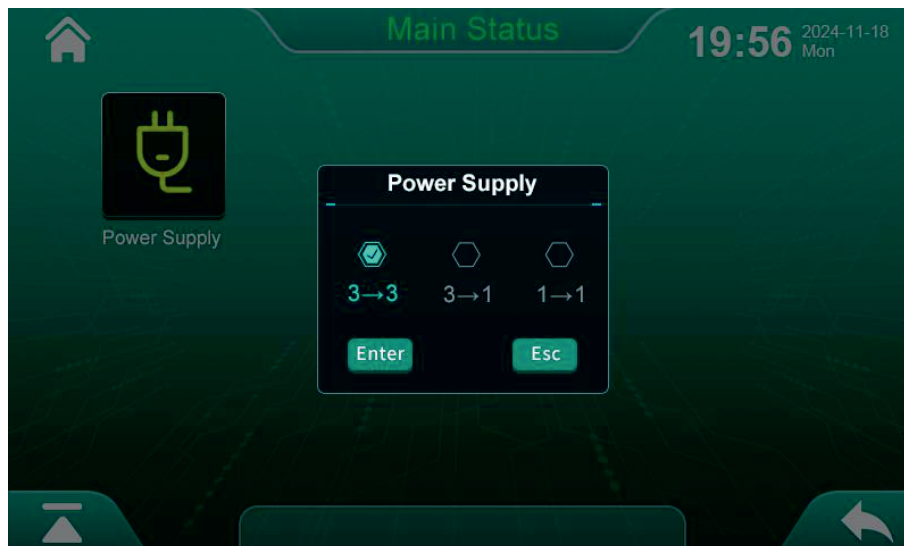 Main Status
19:56
2024-11-18
Mon
Power Supply
Power Supply
3→3 3→1 1→1
Enter Esc